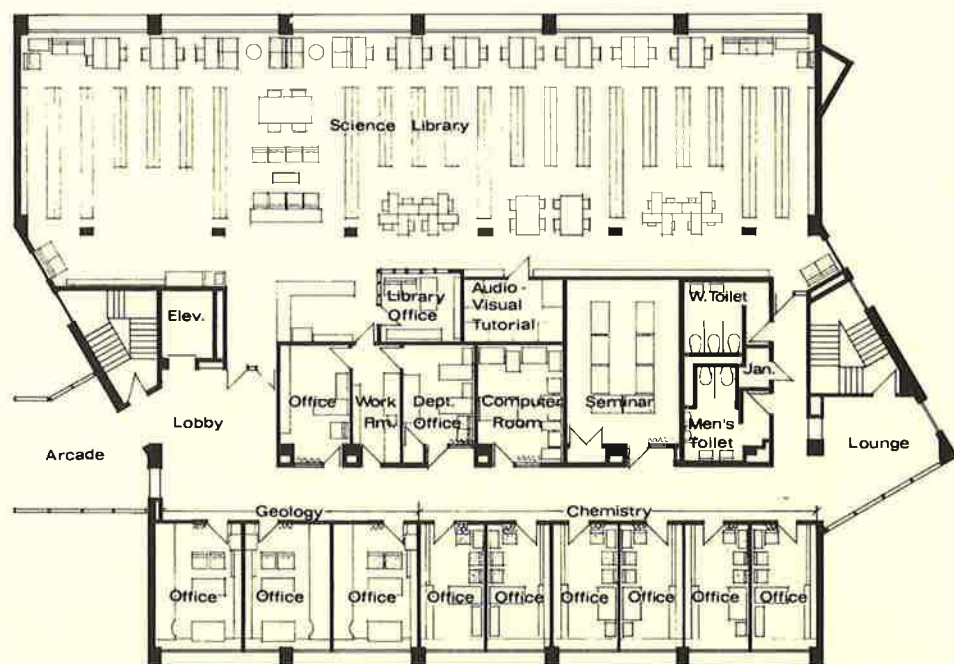 Science Library
Elev.
Library
Office
Audio -
Visual
Tutorial
W. Toilet
Jan.
Office
Work
Rm.
Dept.
Office
Computer
Room
Seminar
Men's
Toilet
Lobby
Arcade
Lounge
Geology
Chemistry
Office
Office
Office
Office
Office
Office
Office
Office
Office